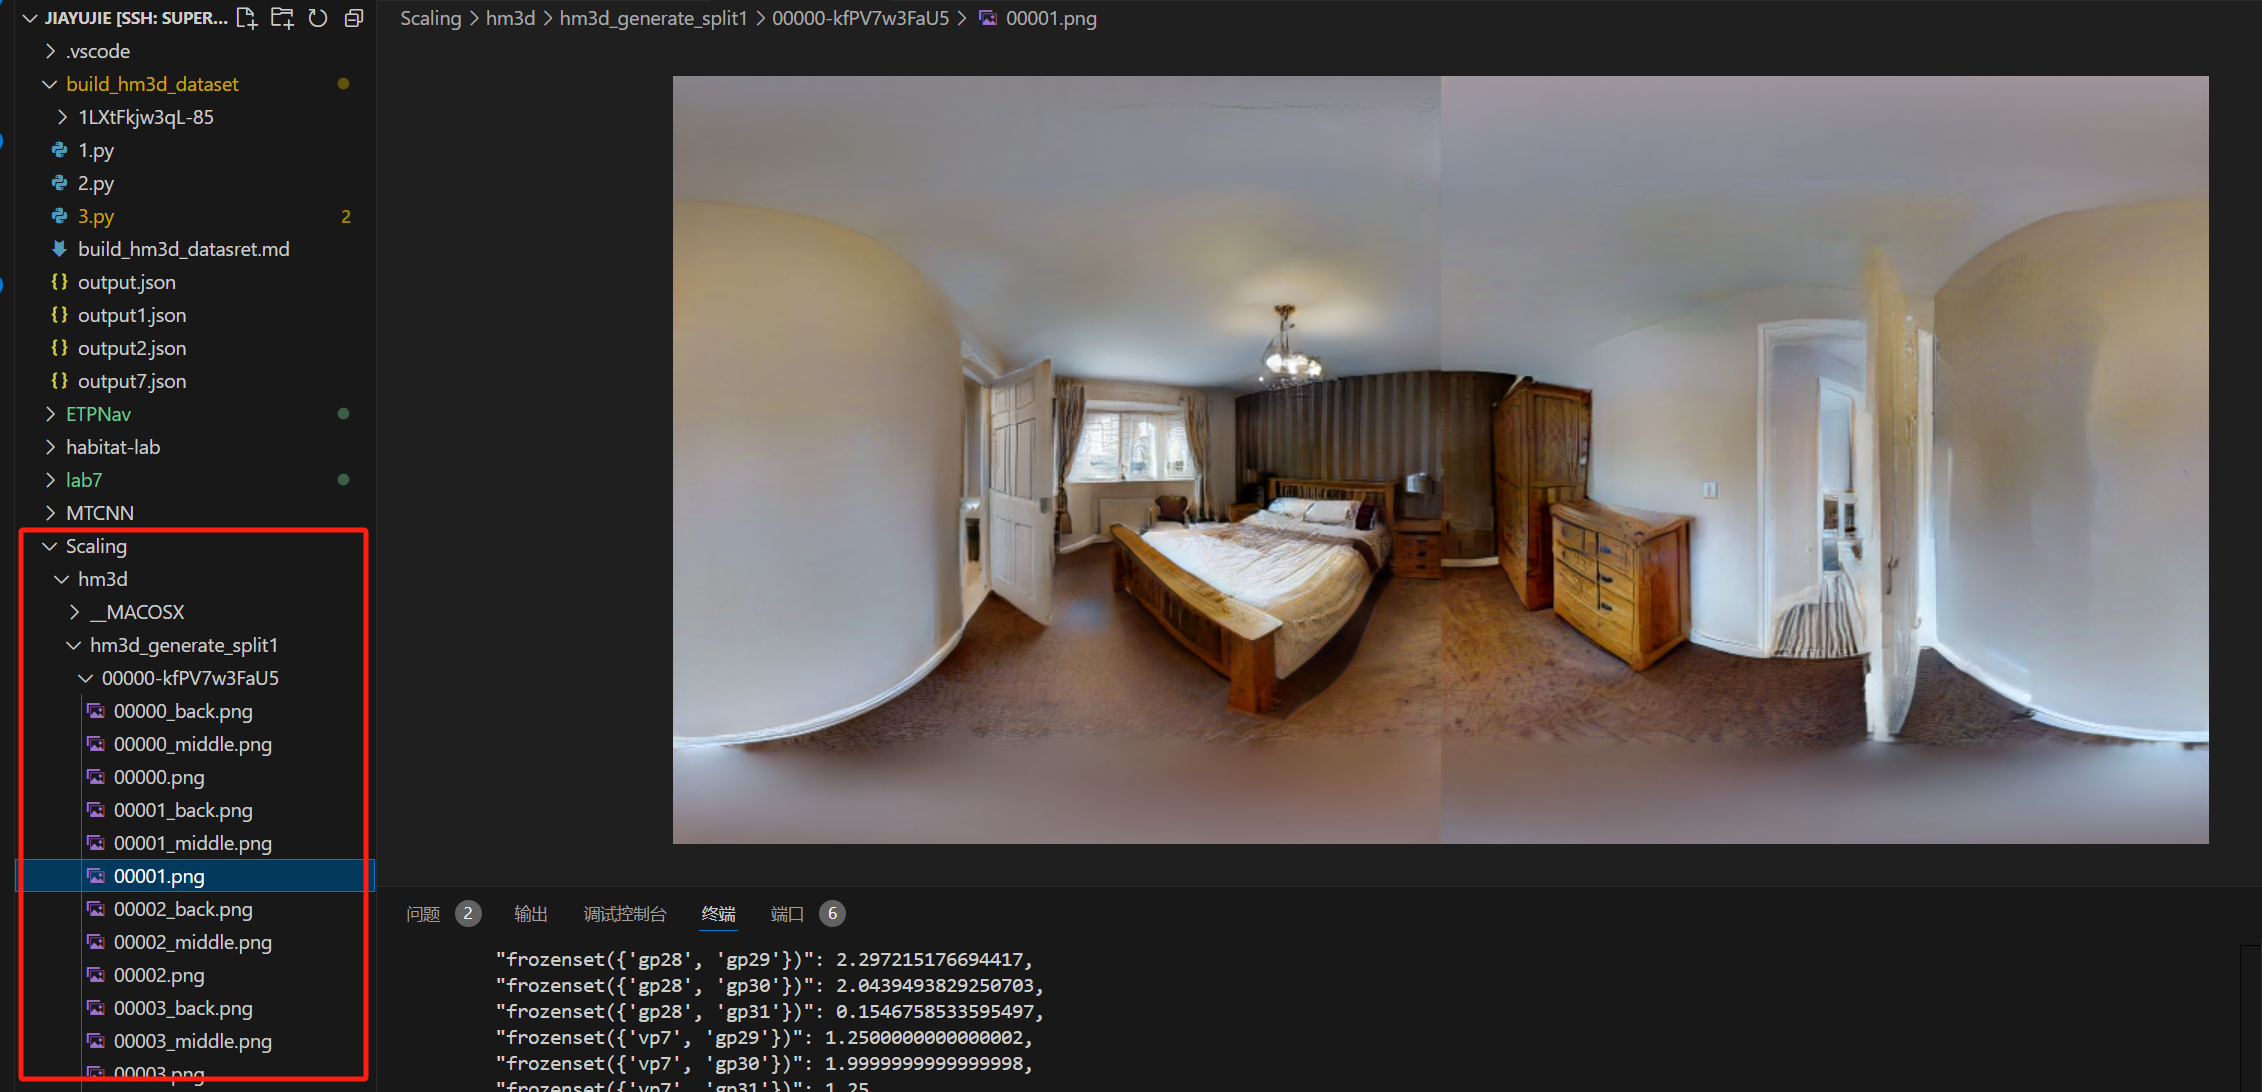 JIAYUJIE [SSH: SUPER...
.vscode
build_hm3d_dataset
1LXtFkjw3qL-85
1.py
2.py
3.py 2
build_hm3d_datasret.md
output.json
output1.json
output2.json
output7.json
ETPNav
habitat-lab
lab7
MTCNN
Scaling
hm3d
__MACOSX
hm3d_generate_split1
00000-kfPV7w3FaU5
00000_back.png
00000_middle.png
00000.png
00001_back.png
00001_middle.png
00001.png
00002_back.png
00002_middle.png
00002.png
00003_back.png
00003_middle.png
00003.png
Scaling > hm3d > hm3d_generate_split1 > 00000-kfPV7w3FaU5 > 00001.png
问题 2 输出 调试控制台 终端 端口 6
"frozenset({'gp28', 'gp29'})": 2.297215176694417,
"frozenset({'gp28', 'gp30'})": 2.0439493829250703,
"frozenset({'gp28', 'gp31'})": 0.1546758533595497,
"frozenset({'vp7', 'gp29'})": 1.2500000000000002,
"frozenset({'vp7', 'gp30'})": 1.9999999999999998,
"frozenset({'vp7', 'gp31'})": 1.25